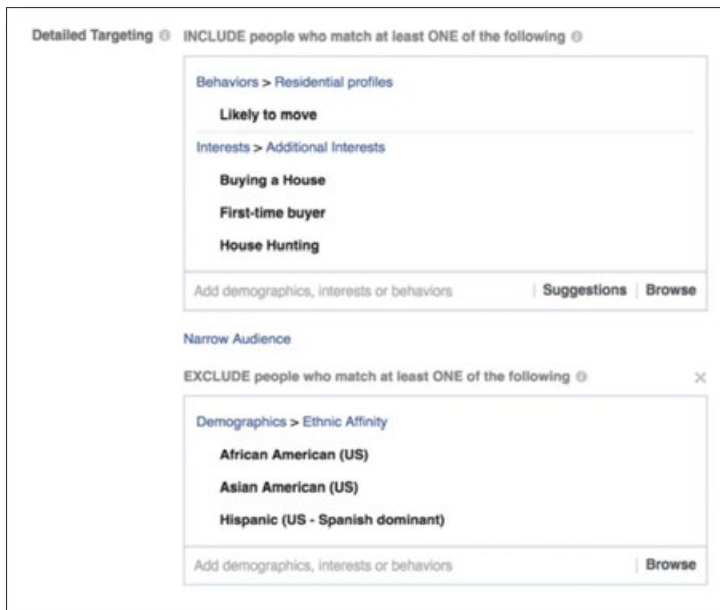 Detailed Targeting INCLUDE people who match at least ONE of the following
Behaviors > Residential profiles
Likely to move
Interests > Additional Interests
Buying a House
First-time buyer
House Hunting
Add demographics, interests or behaviors | Suggestions | Browse
Narrow Audience
EXCLUDE people who match at least ONE of the following
Demographics > Ethnic Affinity
African American (US)
Asian American (US)
Hispanic (US - Spanish dominant)
Add demographics, interests or behaviors | Browse